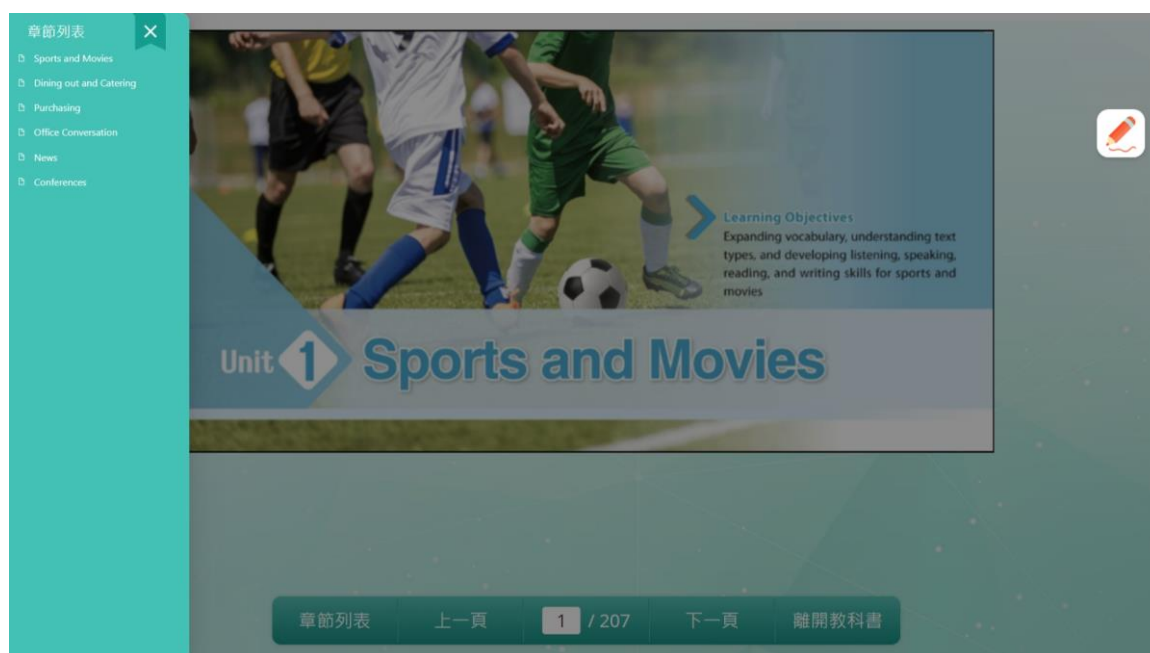 章節列表
Sports and Movies
Dining out and Catering
Purchasing
Office Conversation
News
Conferences
Learning Objectives
Expanding vocabulary, understanding text
types, and developing listening, speaking,
reading, and writing skills for sports and
movies
Unit 1 Sports and Movies
章節列表 上一頁 1 / 207 下一頁 離開教科書